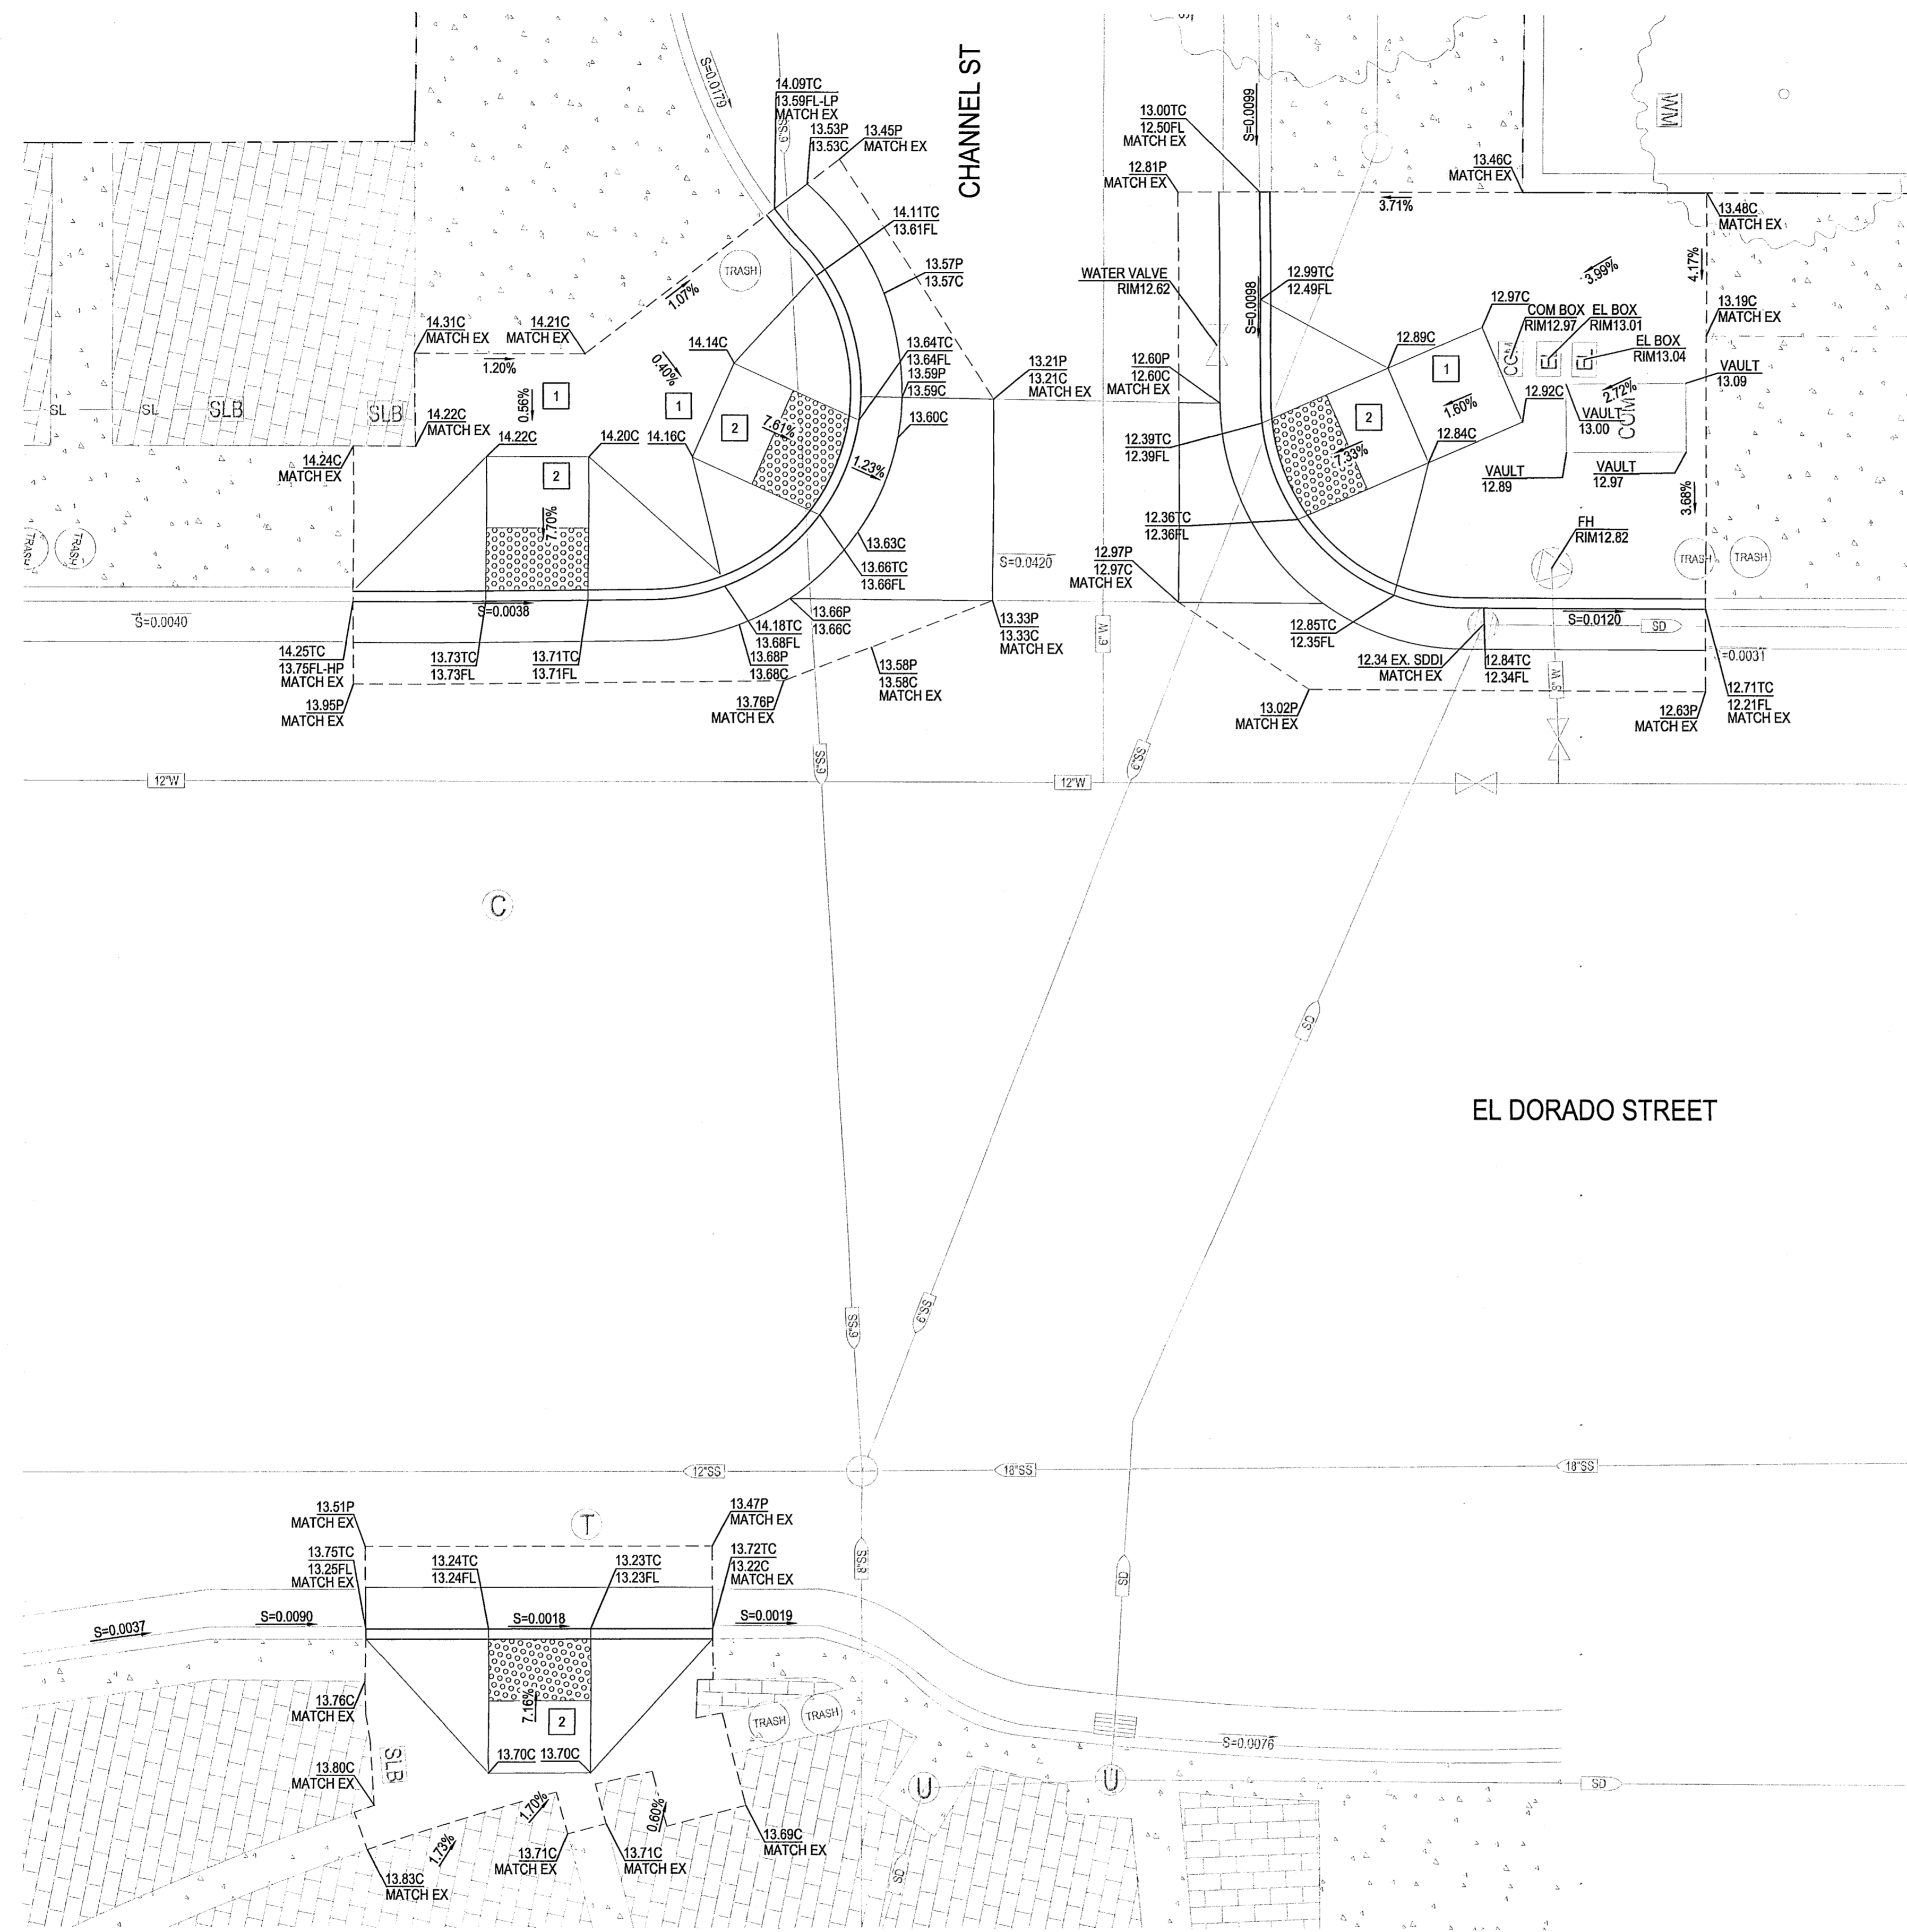 S=0.0179
CHANNEL ST
14.09TC
13.59FL-LP
MATCH EX
13.53P
13.53C
13.45P
MATCH EX
6"SS
14.11TC
13.61FL
TRASH
13.57P
13.57C
1.07%
14.31C
MATCH EX
14.21C
MATCH EX
1.20%
0.56%
1
14.14C
0.40%
1
2
7.61%
13.64TC
13.64FL
13.59P
13.59C
13.60C
13.21P
13.21C
MATCH EX
SL
SL
SLB
SLB
14.22C
MATCH EX
14.22C
14.20C
14.16C
14.24C
MATCH EX
2
7.70%
1.23%
13.63C
13.66TC
13.66FL
S=0.0420
TRASH
TRASH
S=0.0040
S=0.0038
13.66P
13.66C
14.18TC
13.68FL
13.68P
13.68C
13.33P
13.33C
MATCH EX
14.25TC
13.75FL-HP
MATCH EX
13.73TC
13.73FL
13.71TC
13.71FL
13.58P
13.58C
MATCH EX
13.95P
MATCH EX
13.76P
MATCH EX
S=0.0099
13.00TC
12.50FL
MATCH EX
12.81P
MATCH EX
13.46C
MATCH EX
WM
3.71%
13.48C
MATCH EX
4.17%
3.99%
WATER VALVE
RIM12.62
S=0.0098
12.99TC
12.49FL
12.97C
COM BOX
RIM12.97
EL BOX
RIM13.01
13.19C
MATCH EX
EL BOX
RIM13.04
12.89C
COM
EL
EL
12.60P
12.60C
MATCH EX
1
VAULT
13.09
2.72%
12.92C
1.60%
COM
VAULT
13.00
2
12.39TC
12.39FL
7.33%
12.84C
VAULT
12.89
VAULT
12.97
3.68%
12.36TC
12.36FL
FH
RIM12.82
TRASH
TRASH
12.97P
12.97C
MATCH EX
6"W
12.85TC
12.35FL
S=0.0120
SD
12.34 EX. SDDI
MATCH EX
12.84TC
12.34FL
=0.0031
12.71TC
12.21FL
MATCH EX
13.02P
MATCH EX
12.63P
MATCH EX
12"W
6"SS
12"W
6"SS
C
SD
EL DORADO STREET
6"SS
6"SS
12"SS
18"SS
18"SS
13.51P
MATCH EX
T
13.47P
MATCH EX
13.75TC
13.25FL
MATCH EX
13.24TC
13.24FL
13.23TC
13.23FL
13.72TC
13.22C
MATCH EX
8"SS
SD
S=0.0037
S=0.0090
S=0.0018
S=0.0019
13.76C
MATCH EX
7.16%
2
TRASH
TRASH
13.70C
13.70C
SLB
13.80C
MATCH EX
S=0.0076
U
U
SD
1.70%
0.60%
1.73%
13.71C
MATCH EX
13.71C
MATCH EX
13.69C
MATCH EX
13.83C
MATCH EX
SD